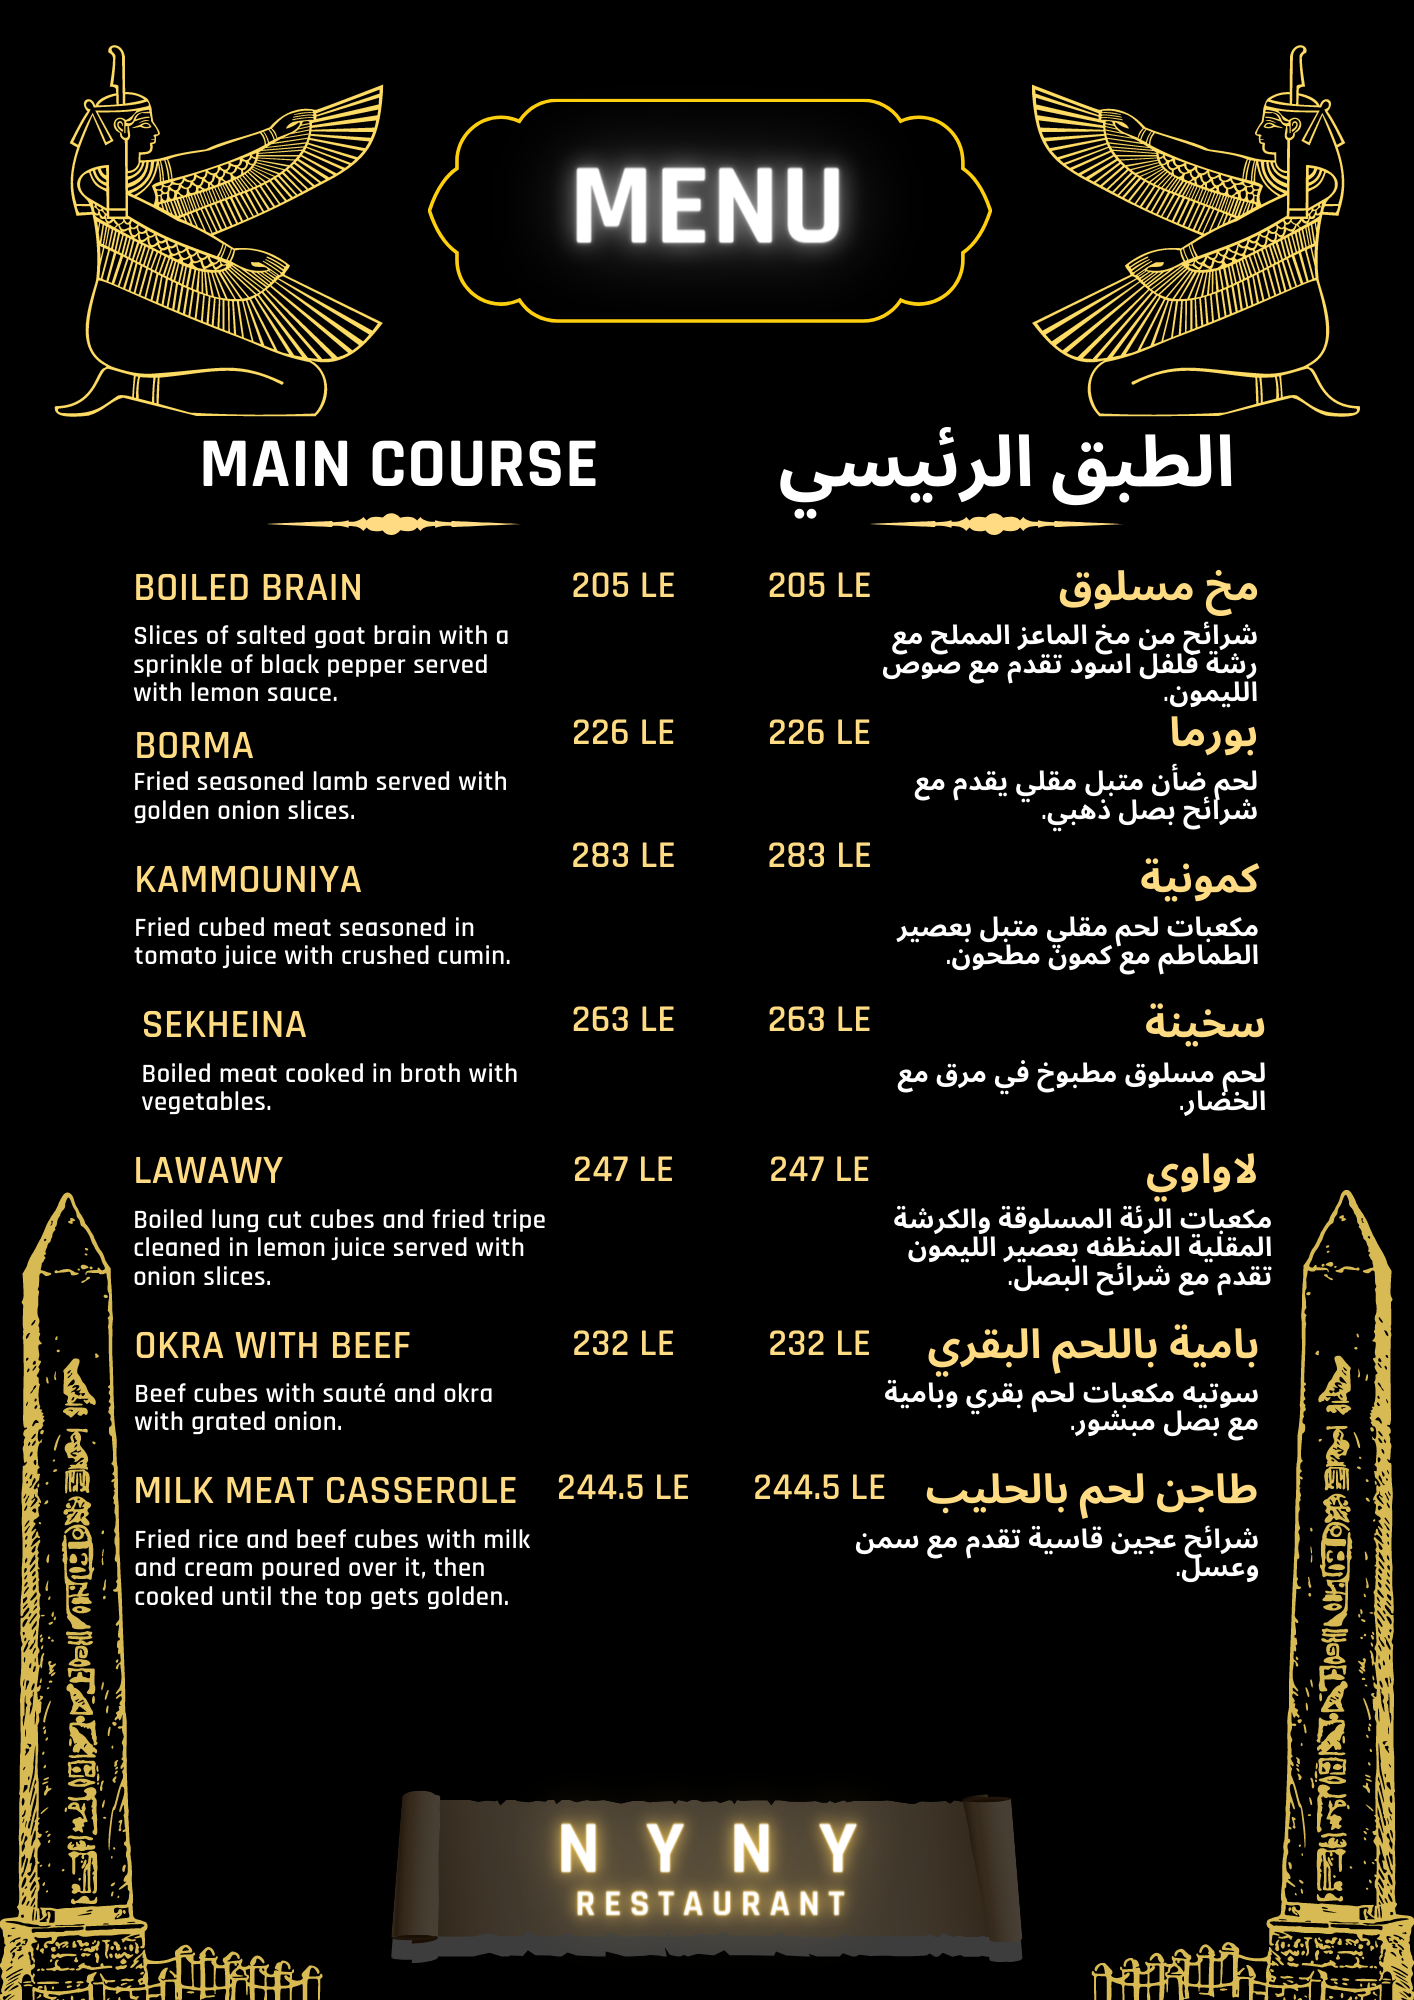 MENU
MAIN COURSE
BOILED BRAIN 205 LE
Slices of salted goat brain with a
sprinkle of black pepper served
with lemon sauce.
BORMA 226 LE
Fried seasoned lamb served with
golden onion slices.
KAMMOUNIYA 283 LE
Fried cubed meat seasoned in
tomato juice with crushed cumin.
SEKHEINA 263 LE
Boiled meat cooked in broth with
vegetables.
LAWAWY 247 LE
Boiled lung cut cubes and fried tripe
cleaned in lemon juice served with
onion slices.
OKRA WITH BEEF 232 LE
Beef cubes with sauté and okra
with grated onion.
MILK MEAT CASSEROLE 244.5 LE
Fried rice and beef cubes with milk
and cream poured over it, then
cooked until the top gets golden.
الطبق الرئيسي
مخ مسلوق 205 LE
شرائح من مخ الماعز المملح مع
رشة فلفل اسود تقدم مع صوص
الليمون.
بورما 226 LE
لحم ضأن متبل مقلي يقدم مع
شرائح بصل ذهبي.
كمونية 283 LE
مكعبات لحم مقلي متبل بعصير
الطماطم مع كمون مطحون.
سخينة 263 LE
لحم مسلوق مطبوخ في مرق مع
الخضار.
لاواوي 247 LE
مكعبات الرئة المسلوقة والكرشة
المقلية المنظفه بعصير الليمون
تقدم مع شرائح البصل.
بامية باللحم البقري 232 LE
سوتيه مكعبات لحم بقري وبامية
مع بصل مبشور.
طاجن لحم بالحليب 244.5 LE
شرائح عجين قاسية تقدم مع سمن
وعسل.
NYNY
RESTAURANT